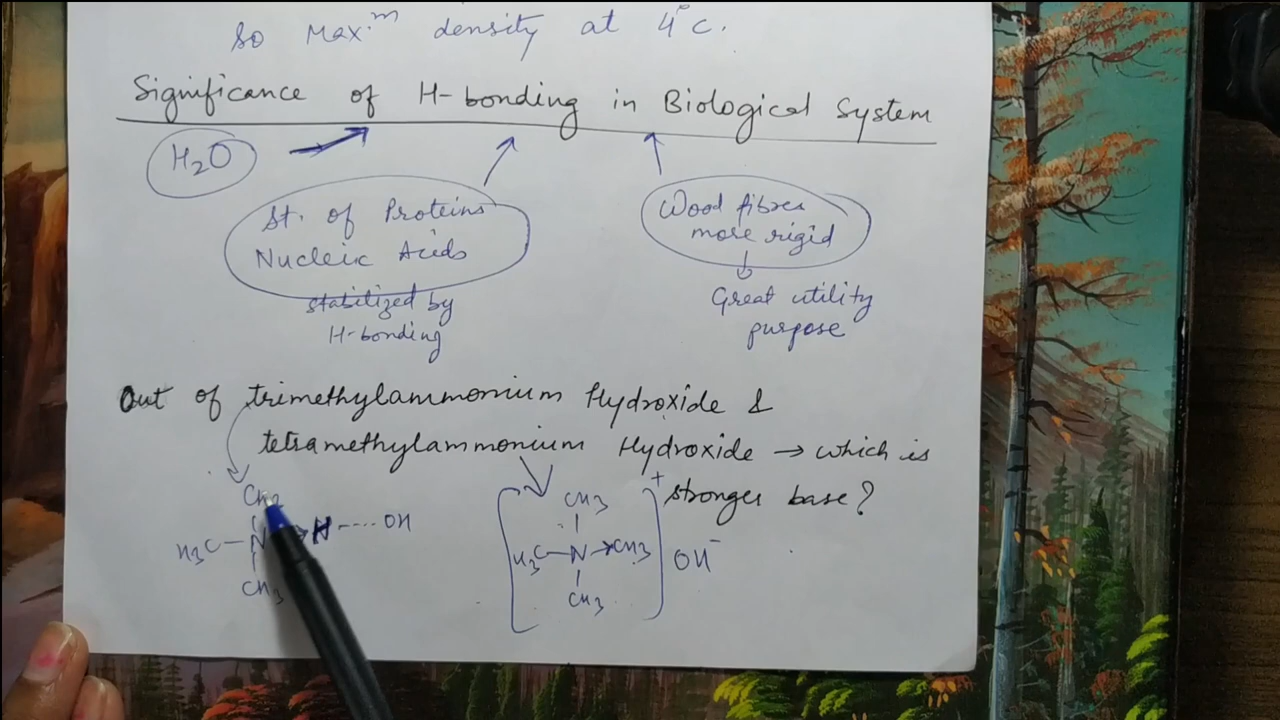 So Max.m density at 4°c.
Significance of H-bonding in Biological System
H2O
St. of Proteins
Nucleic Acids
stabilized by
H-bonding
Wood fibres
more rigid
Great utility
purpose
Out of trimethylammonium Hydroxide &
tetramethylammonium Hydroxide → which is
stronger base?
CH3
H3C—N→H----OH
CH3
CH3
[H3C—N→CH3]+ OH-
CH3